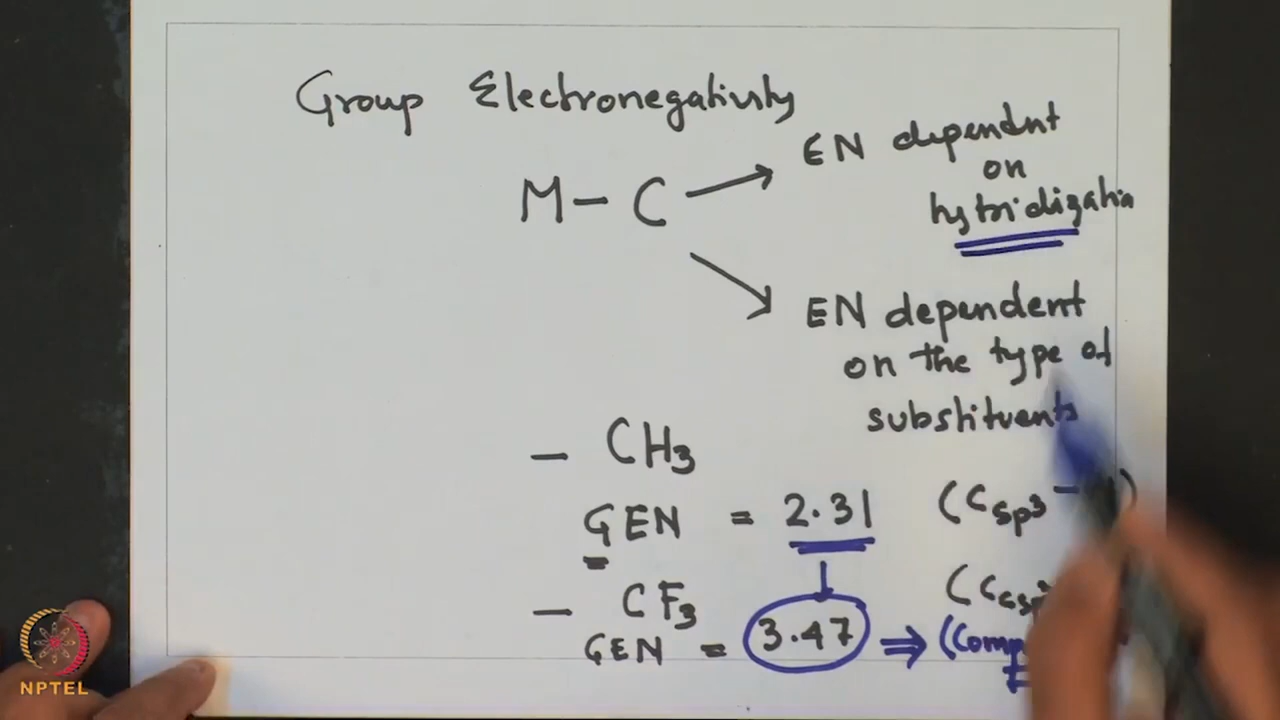 Group Electronegativity
M - C
EN dependent
on
hybridization
EN dependent
on the type of
substituents
- CH3
GEN = 2.31 (Csp3 -
- CF3
GEN = 3.47 ⇒
NPTEL